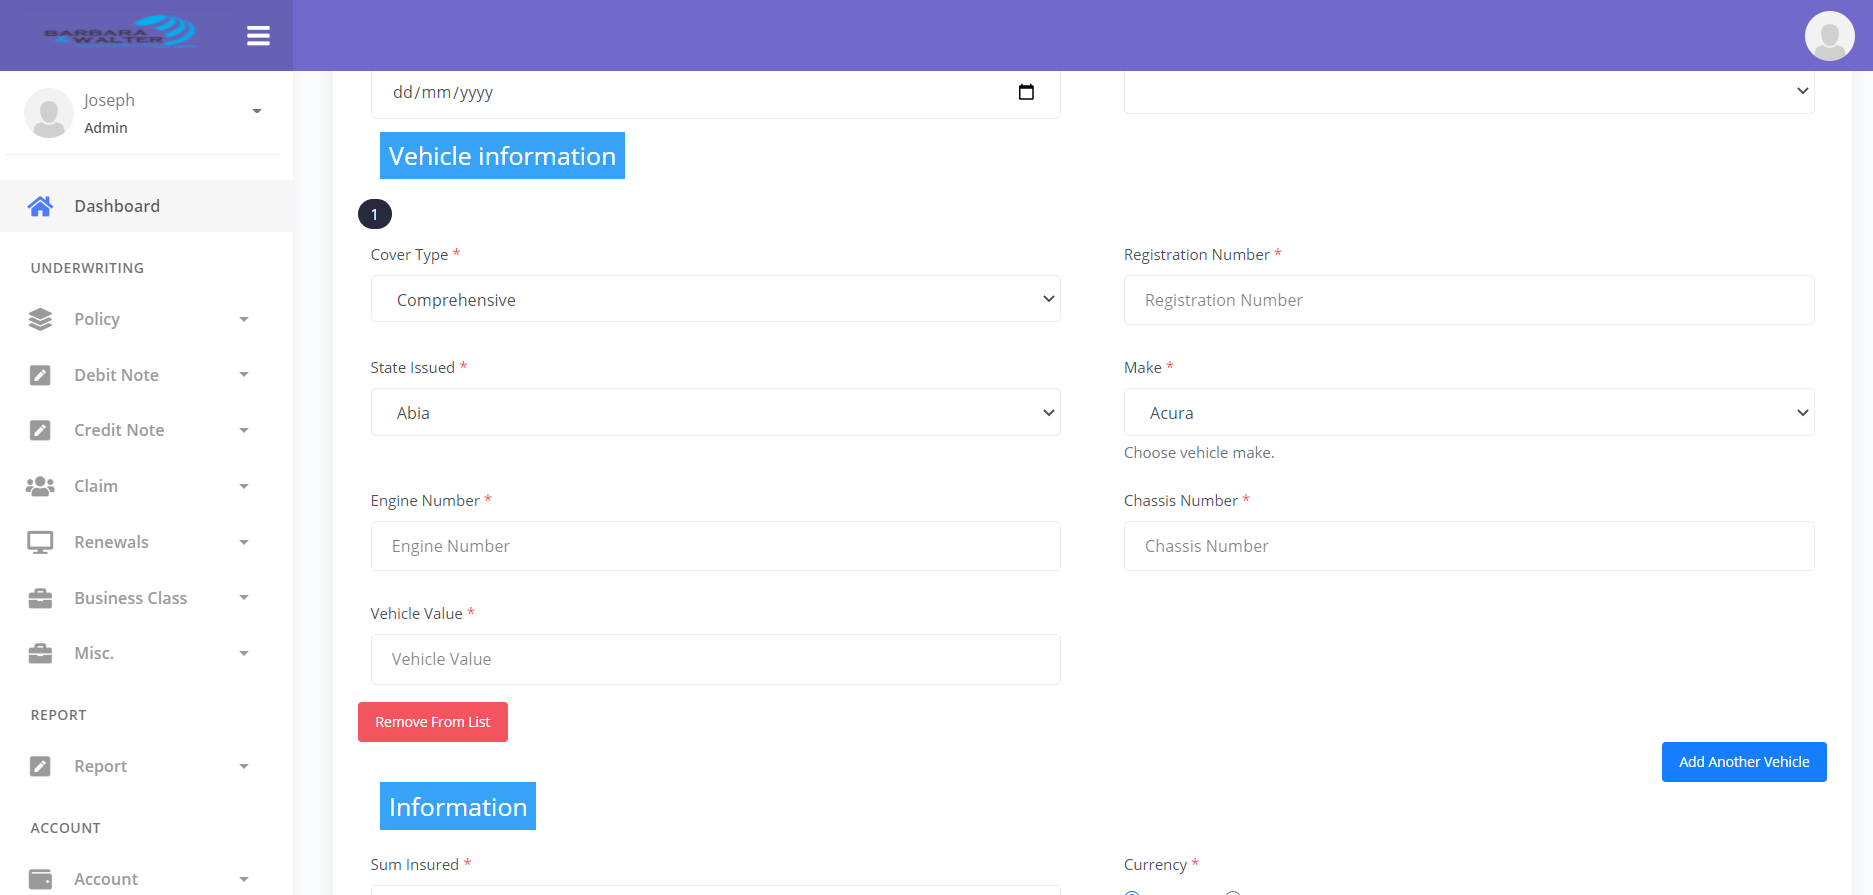 BARBARA
& WALTER
Joseph
Admin
Dashboard
UNDERWRITING
Policy
Debit Note
Credit Note
Claim
Renewals
Business Class
Misc.
REPORT
Report
ACCOUNT
Account
dd/mm/yyyy
Vehicle information
1
Cover Type *
Registration Number *
Comprehensive
Registration Number
State Issued *
Make *
Abia
Acura
Choose vehicle make.
Engine Number *
Chassis Number *
Engine Number
Chassis Number
Vehicle Value *
Vehicle Value
Remove From List
Add Another Vehicle
Information
Sum Insured *
Currency *